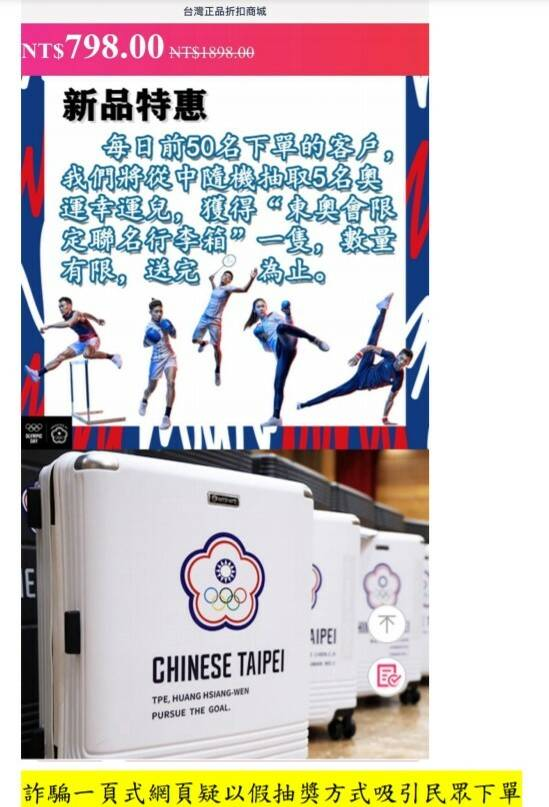 台灣正品折扣商城
NT$798.00 NT$1898.00
新品特惠
每日前50名下單的客戶，
我們將從中隨機抽取5名奧
運幸運兒，獲得“東奧會限
定聯名行李箱”一隻，數量
有限，送完為止。
OLYMPIC
DAY
CHINESE TAIPEI
TPE, HUANG HSIANG-WEN
PURSUE THE GOAL.
AIPEI
詐騙一頁式網頁疑以假抽獎方式吸引民眾下單